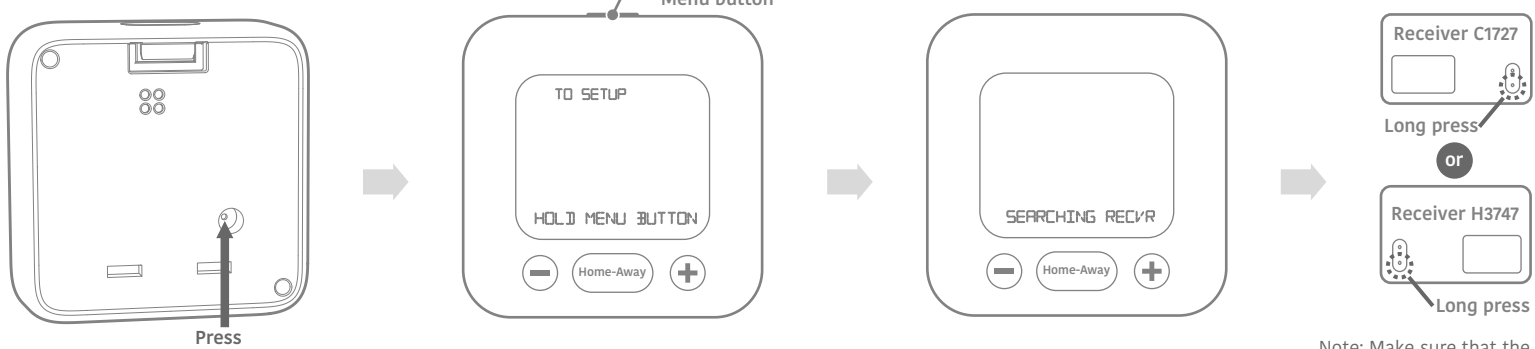 Menu Button
TO SETUP
HOLD MENU BUTTON
Home-Away
Press
SEARCHING RECVR
Home-Away
Receiver C1727
Long press
or
Receiver H3747
Long press
Note: Make sure that the